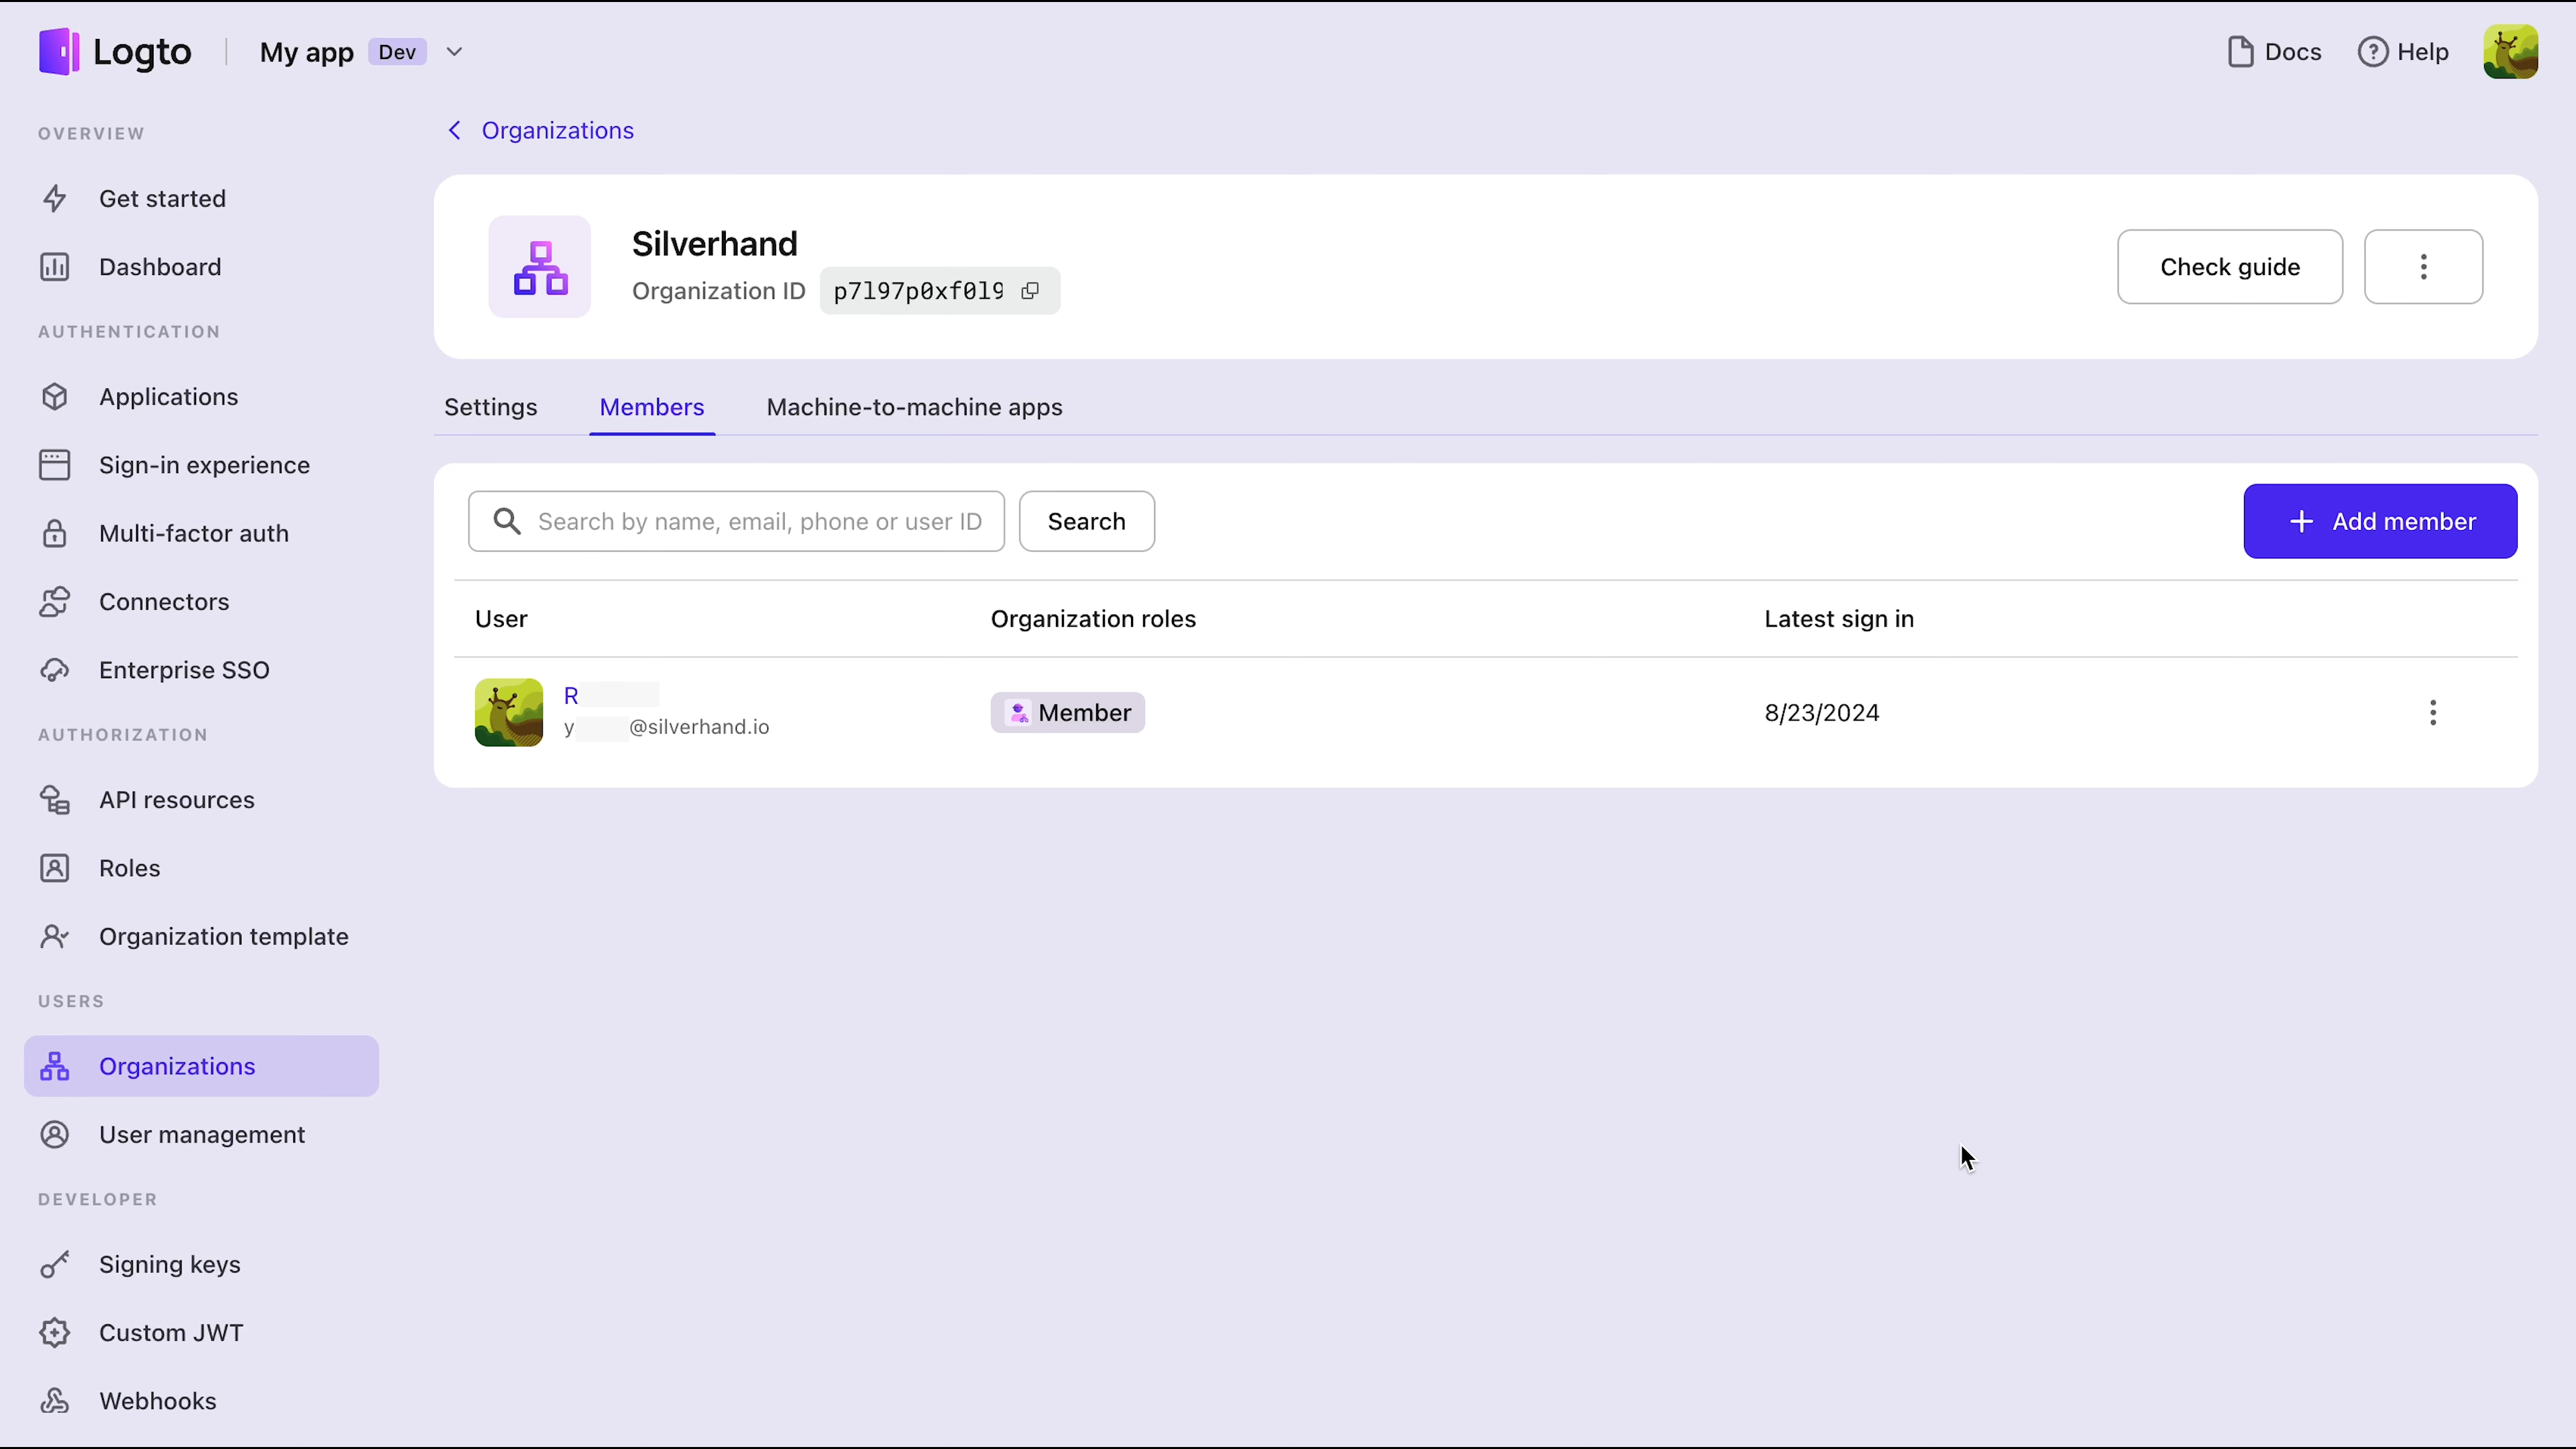 Logto
My app Dev
Docs
Help
OVERVIEW
Get started
Dashboard
AUTHENTICATION
Applications
Sign-in experience
Multi-factor auth
Connectors
Enterprise SSO
AUTHORIZATION
API resources
Roles
Organization template
USERS
Organizations
User management
DEVELOPER
Signing keys
Custom JWT
Webhooks
Organizations
Silverhand
Organization ID p7l97p0xf0l9
Check guide
Settings Members Machine-to-machine apps
Search by name, email, phone or user ID Search
Add member
User Organization roles Latest sign in
R
y @silverhand.io
Member
8/23/2024